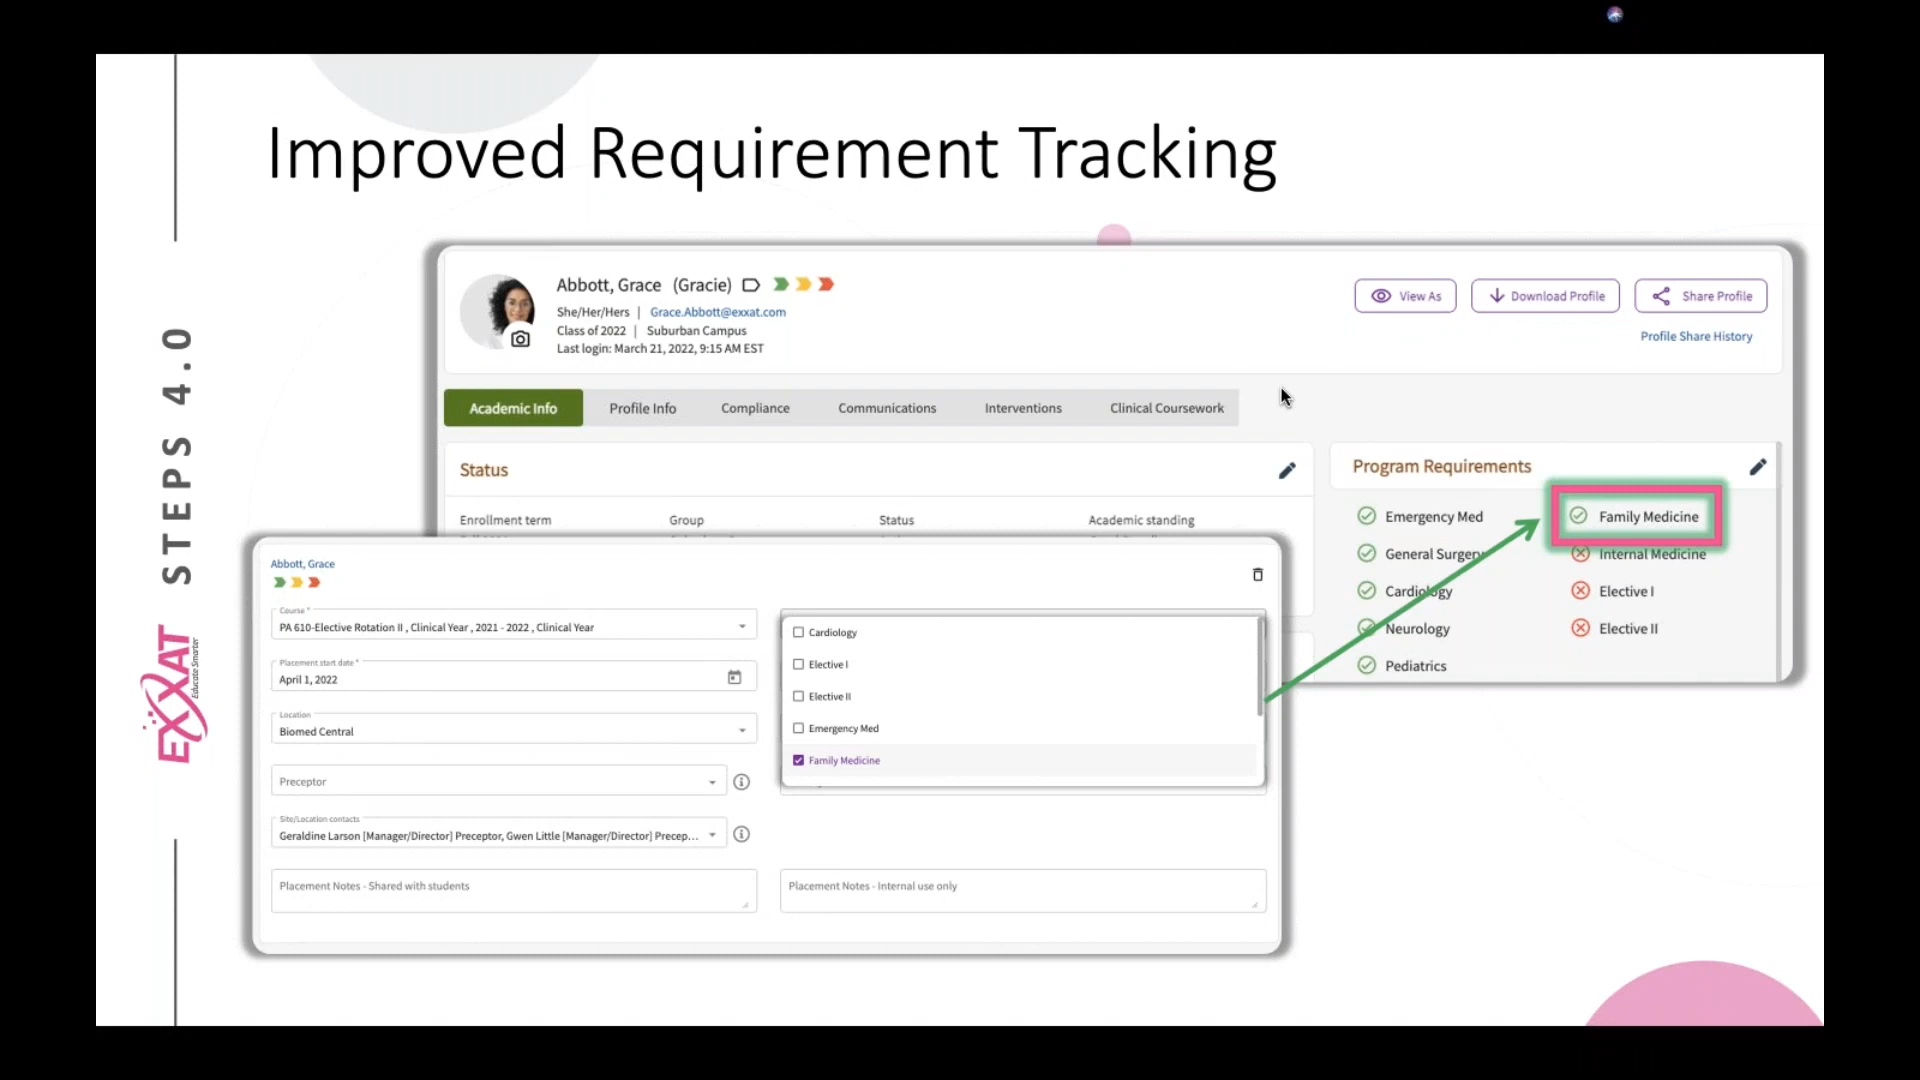 Improved Requirement Tracking
STEPS 4.0
EXXAT
Educate Smarter
Abbott, Grace (Gracie)
She/Her/Hers | Grace.Abbott@exxat.com
Class of 2022 | Suburban Campus
Last login: March 21, 2022, 9:15 AM EST
View As
Download Profile
Share Profile
Profile Share History
Academic Info
Profile Info
Compliance
Communications
Interventions
Clinical Coursework
Status
Enrollment term
Group
Status
Academic standing
Program Requirements
Emergency Med
Family Medicine
General Surgery
Internal Medicine
Cardiology
Elective I
Neurology
Elective II
Pediatrics
Abbott, Grace
Course *
PA 610-Elective Rotation II , Clinical Year , 2021 - 2022 , Clinical Year
Placement start date *
April 1, 2022
Location
Biomed Central
Preceptor
Site/Location contacts
Geraldine Larson [Manager/Director] Preceptor, Gwen Little [Manager/Director] Precep...
Placement Notes - Shared with students
Cardiology
Elective I
Elective II
Emergency Med
Family Medicine
Placement Notes - Internal use only